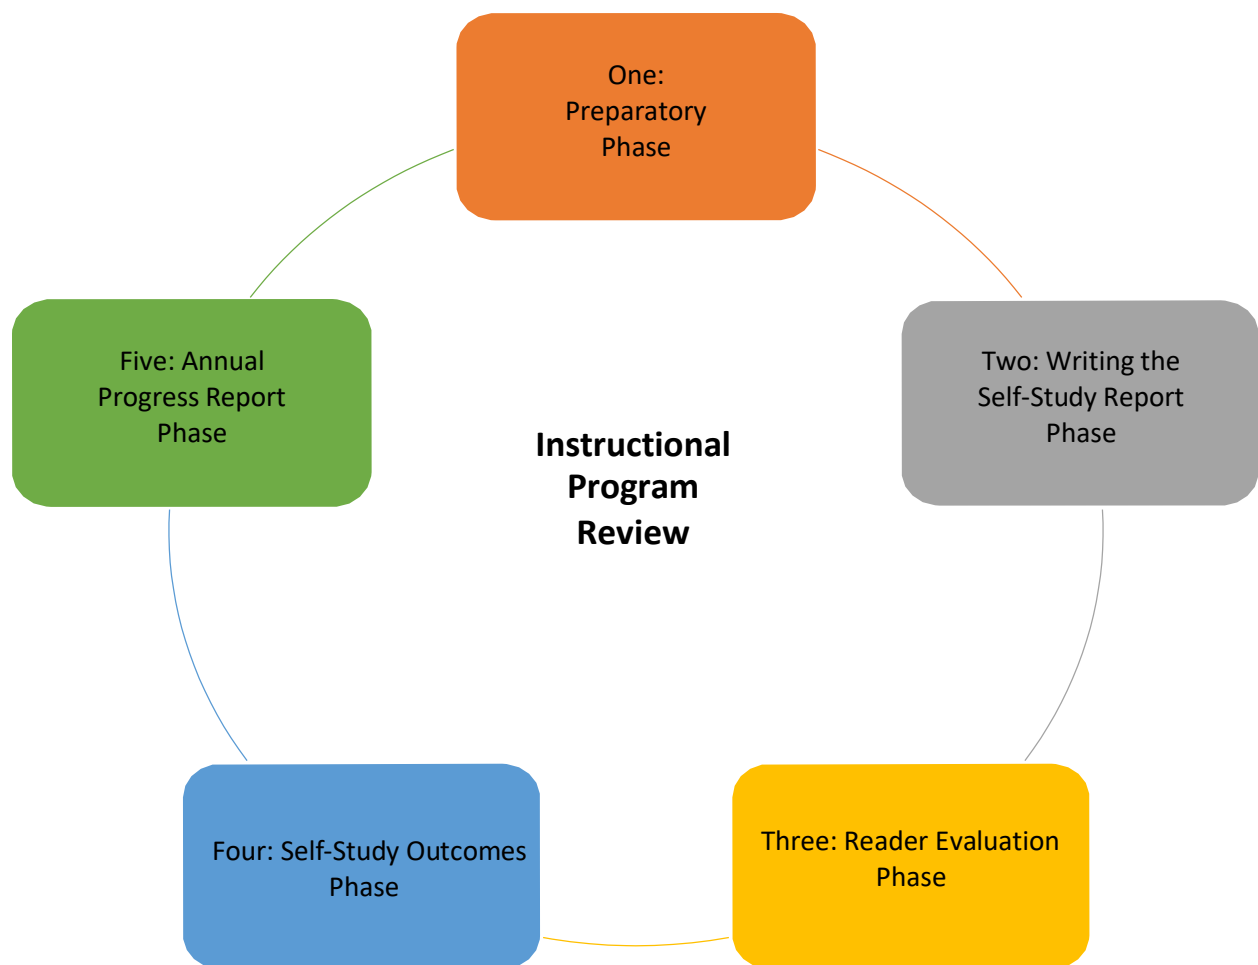 One:
Preparatory
Phase
Two: Writing the
Self-Study Report
Phase
Three: Reader Evaluation
Phase
Four: Self-Study Outcomes
Phase
Five: Annual
Progress Report
Phase
Instructional
Program
Review